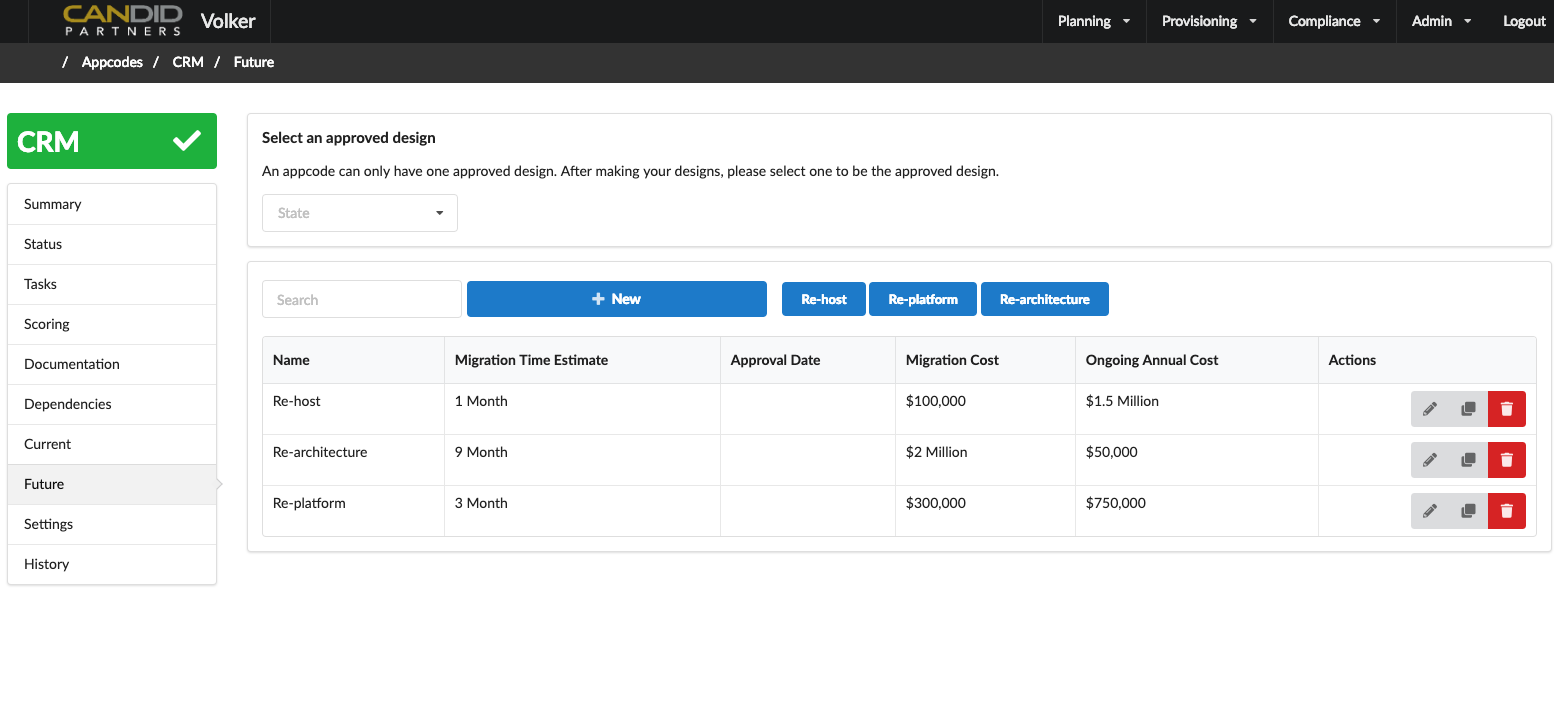 CANDID PARTNERS Volker Planning Provisioning Compliance Admin Logout
/ Appcodes / CRM / Future
CRM
Summary
Status
Tasks
Scoring
Documentation
Dependencies
Current
Future
Settings
History
Select an approved design
An appcode can only have one approved design. After making your designs, please select one to be the approved design.
State
Search + New Re-host Re-platform Re-architecture
Name Migration Time Estimate Approval Date Migration Cost Ongoing Annual Cost Actions
Re-host 1 Month $100,000 $1.5 Million
Re-architecture 9 Month $2 Million $50,000
Re-platform 3 Month $300,000 $750,000